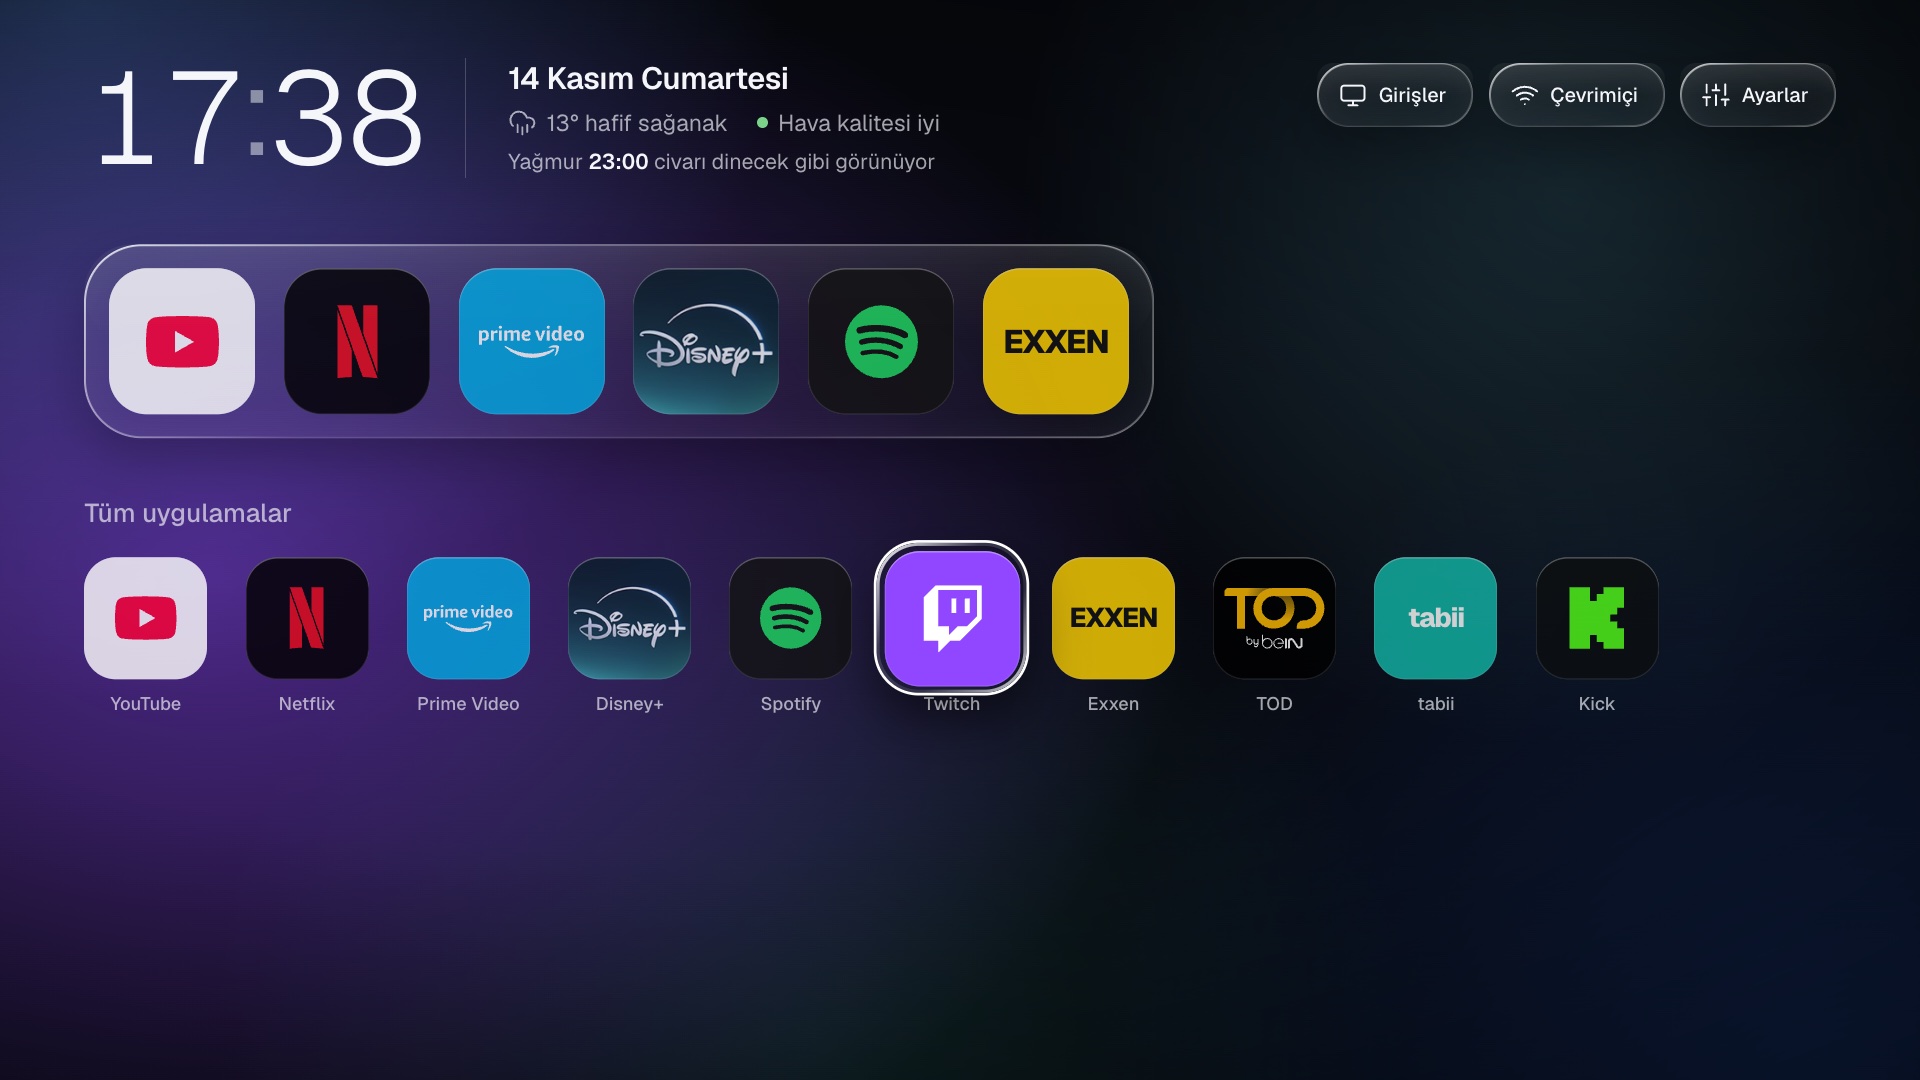 17:38
14 Kasım Cumartesi
13° hafif sağanak
Hava kalitesi iyi
Yağmur 23:00 civarı dinecek gibi görünüyor
Girişler
Çevrimiçi
Ayarlar
prime video
Disney+
EXXEN
Tüm uygulamalar
prime video
Disney+
EXXEN
TOD
by beIN
tabii
YouTube
Netflix
Prime Video
Disney+
Spotify
Twitch
Exxen
TOD
tabii
Kick